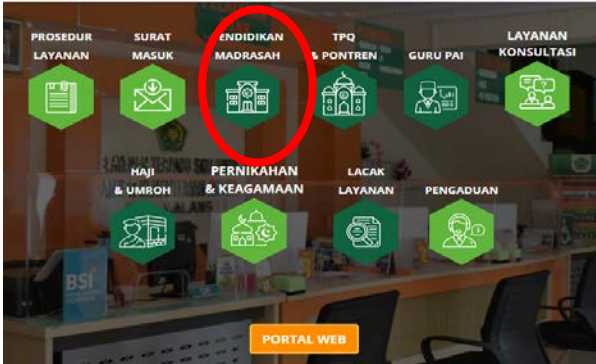 PROSEDUR
LAYANAN
SURAT
MASUK
ENDIDIKAN
MADRASAH
TPQ
& PONTREN
GURU PAI
LAYANAN
KONSULTASI
HAJI
& UMROH
PERNIKAHAN
& KEAGAMAAN
LACAK
LAYANAN
PENGADUAN
BSI
PORTAL WEB